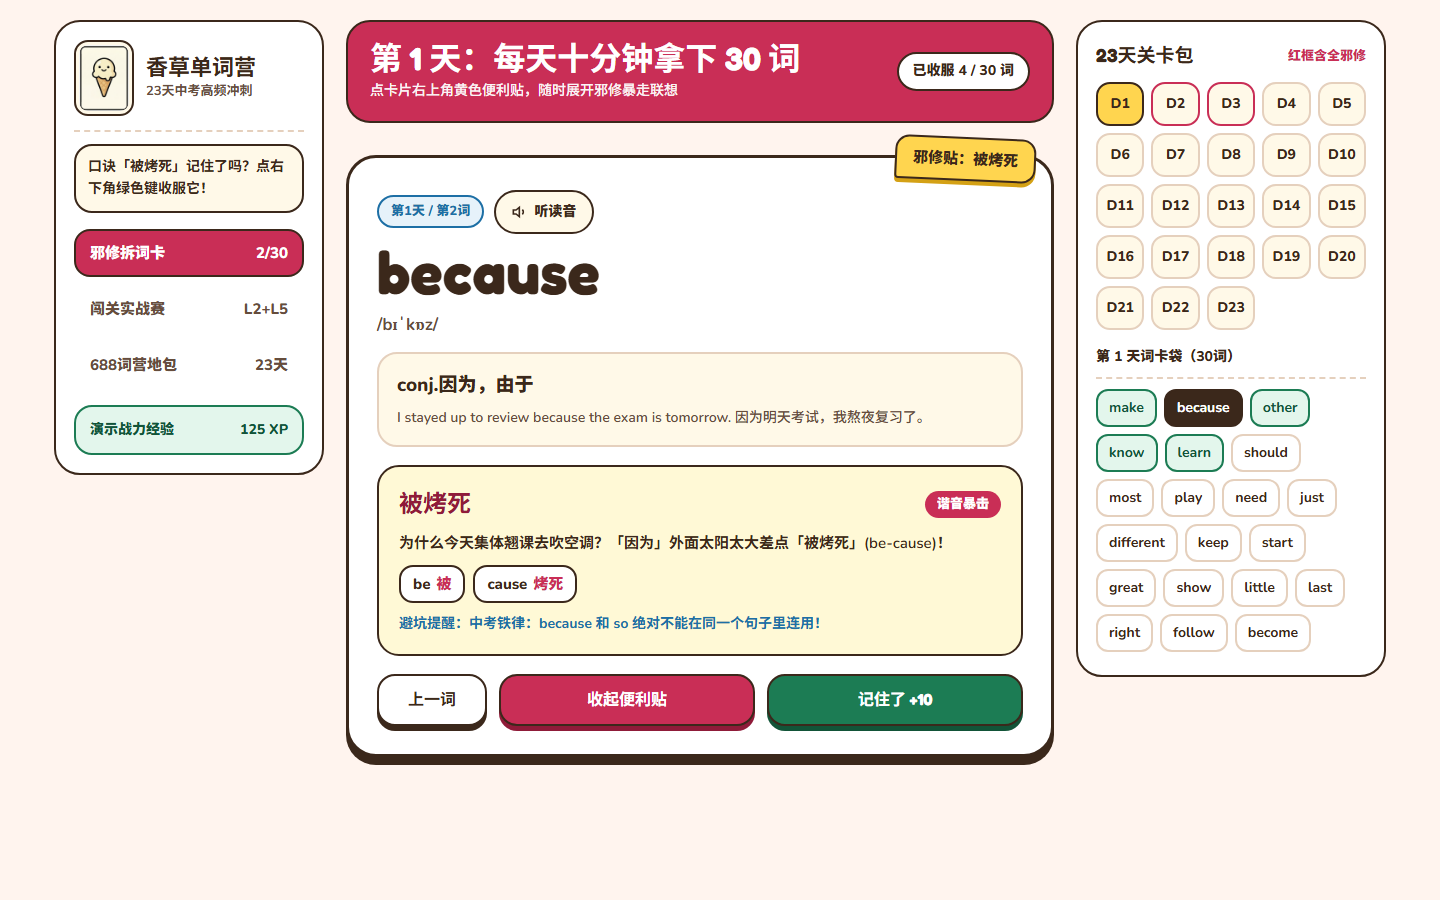 香草单词营
23天中考高频冲刺
口诀「被烤死」记住了吗？点右
下角绿色键收服它！
邪修拆词卡 2/30
闯关实战赛 L2+L5
688词营地包 23天
演示战力经验 125 XP
第 1 天：每天十分钟拿下 30 词
点卡片右上角黄色便利贴，随时展开邪修暴走联想
已收服 4 / 30 词
邪修贴：被烤死
第1天 / 第2词
听读音
because
/bɪˈkɒz/
conj.因为，由于
I stayed up to review because the exam is tomorrow. 因为明天考试，我熬夜复习了。
被烤死
谐音暴击
为什么今天集体翘课去吹空调？「因为」外面太阳太大差点「被烤死」(be-cause)！
be 被
cause 烤死
避坑提醒：中考铁律：because 和 so 绝对不能在同一个句子里连用！
上一词
收起便利贴
记住了 +10
23天关卡包
红框含全邪修
D1 D2 D3 D4 D5
D6 D7 D8 D9 D10
D11 D12 D13 D14 D15
D16 D17 D18 D19 D20
D21 D22 D23
第 1 天词卡袋（30词）
make because other
know learn should
most play need just
different keep start
great show little last
right follow become